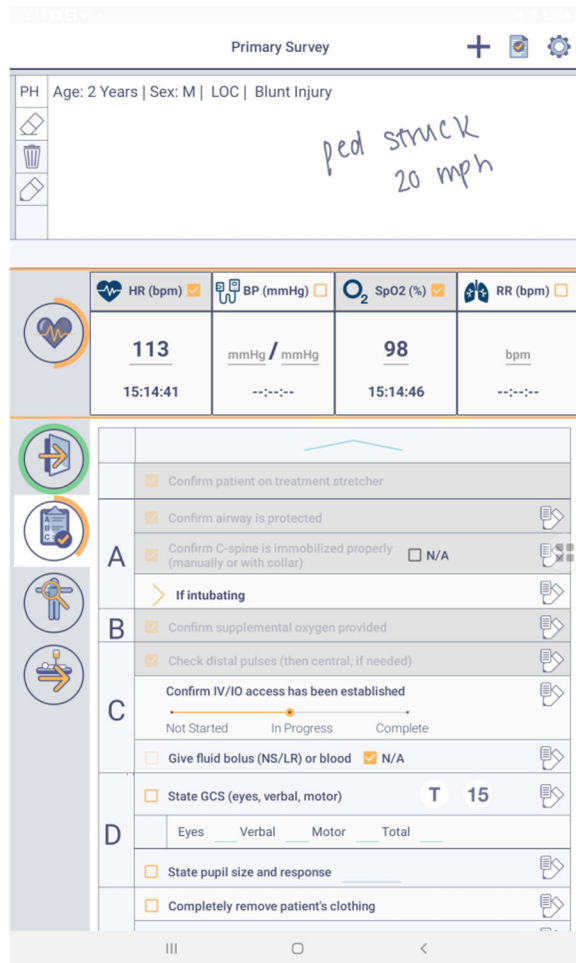 Primary Survey
PH Age: 2 Years | Sex: M | LOC | Blunt Injury
ped struck
20 mph
HR (bpm) BP (mmHg) O2 SpO2 (%) RR (bpm)
113 mmHg / mmHg 98 bpm
15:14:41 --:--:-- 15:14:46 --:--:--
Confirm patient on treatment stretcher
A
Confirm airway is protected
Confirm C-spine is immobilized properly
(manually or with collar) N/A
If intubating
B Confirm supplemental oxygen provided
C
Check distal pulses (then central, if needed)
Confirm IV/IO access has been established
Not Started In Progress Complete
Give fluid bolus (NS/LR) or blood N/A
D
State GCS (eyes, verbal, motor) T 15
Eyes Verbal Motor Total
State pupil size and response
Completely remove patient's clothing